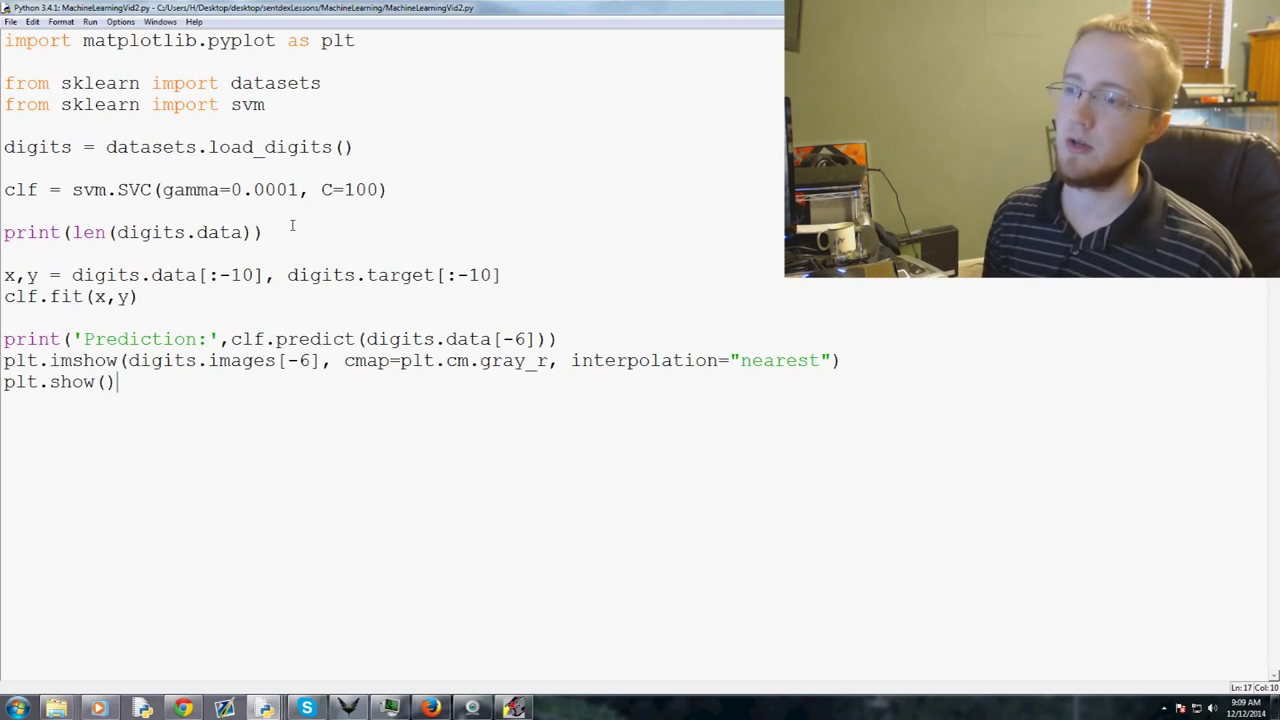 Python 3.4.1: MachineLearningVid2.py - C:/Users/H/Desktop/desktop/sentdexLessons/MachineLearning/MachineLearningVid2.py
File Edit Format Run Options Windows Help
import matplotlib.pyplot as plt
from sklearn import datasets
from sklearn import svm
digits = datasets.load_digits()
clf = svm.SVC(gamma=0.0001, C=100)
print(len(digits.data))
x,y = digits.data[:-10], digits.target[:-10]
clf.fit(x,y)
print('Prediction:',clf.predict(digits.data[-6]))
plt.imshow(digits.images[-6], cmap=plt.cm.gray_r, interpolation="nearest")
plt.show()
Ln: 17 Col: 10
9:09 AM
12/12/2014